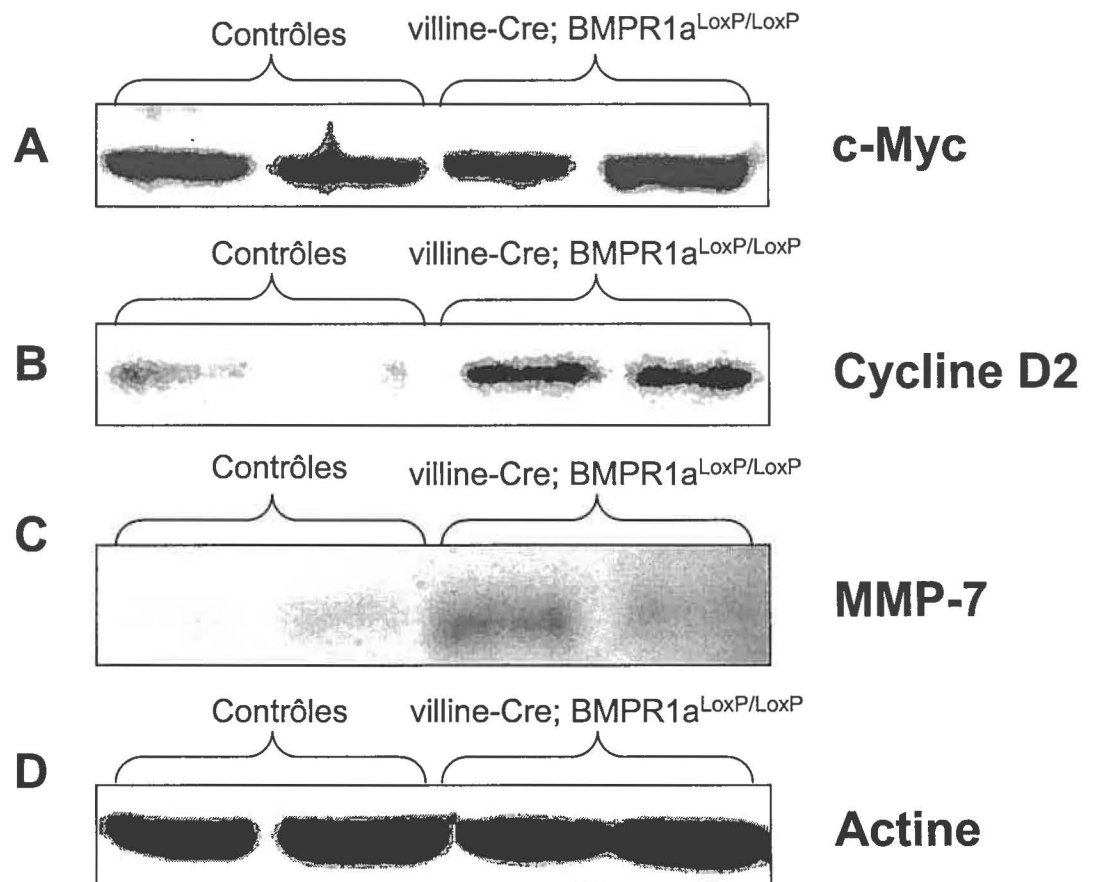 Contrôles villine-Cre; BMPR1aLoxP/LoxP
A c-Myc
Contrôles villine-Cre; BMPR1aLoxP/LoxP
B Cycline D2
Contrôles villine-Cre; BMPR1aLoxP/LoxP
C MMP-7
Contrôles villine-Cre; BMPR1aLoxP/LoxP
D Actine